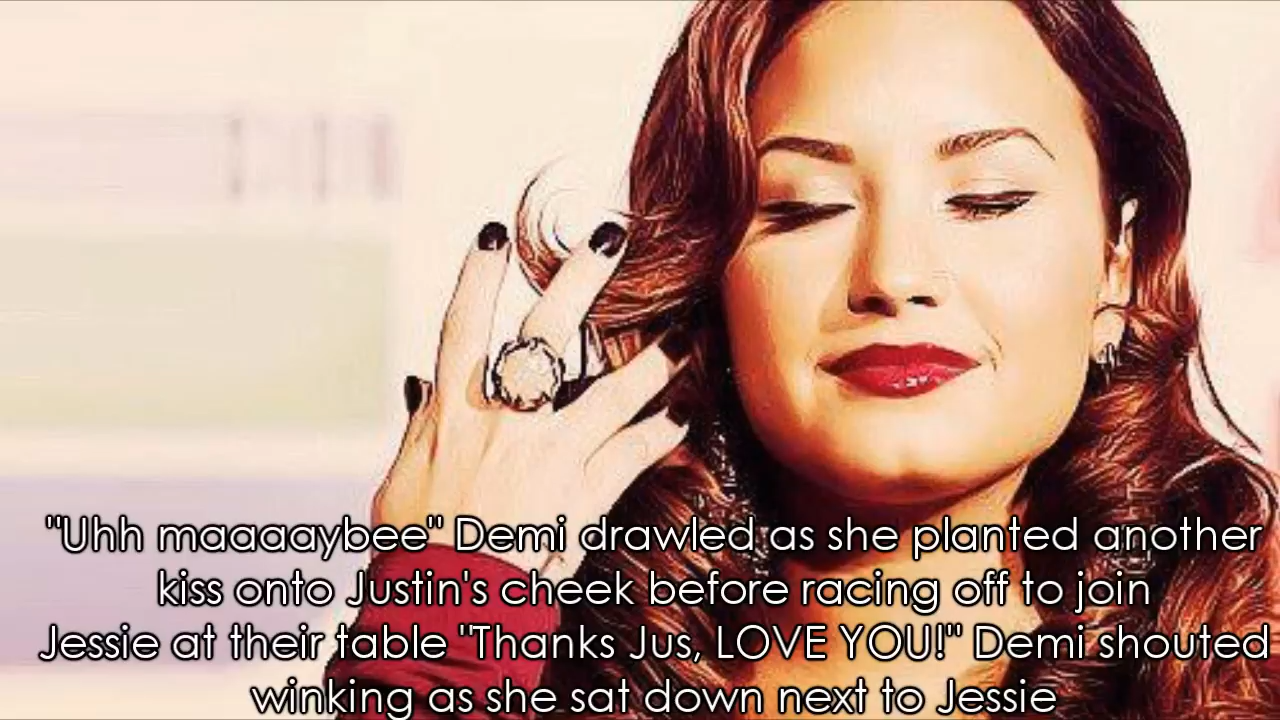 "Uhh maaaaybee" Demi drawled as she planted another
kiss onto Justin's cheek before racing off to join
Jessie at their table "Thanks Jus, LOVE YOU!" Demi shouted
winking as she sat down next to Jessie